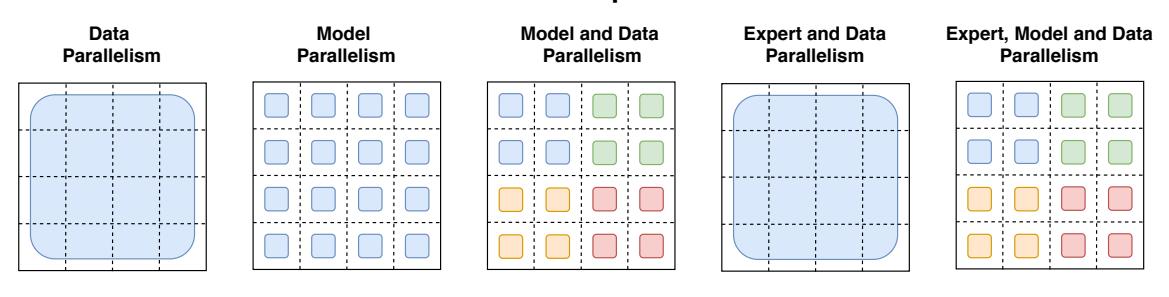 Data
Parallelism
Model
Parallelism
Model and Data
Parallelism
Expert and Data
Parallelism
Expert, Model and Data
Parallelism